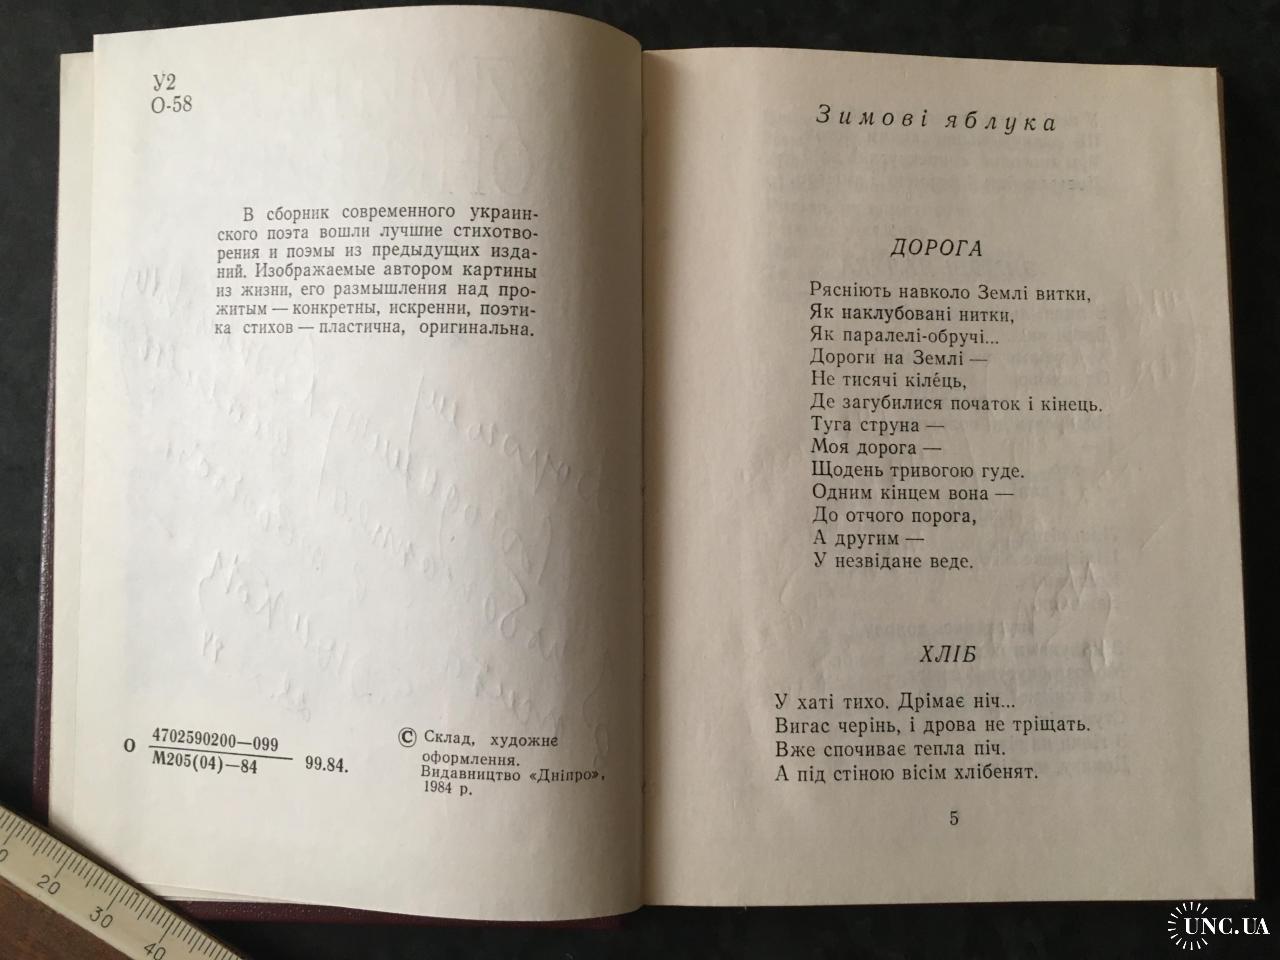 У2
О-58
В сборник современного украин-
ского поэта вошли лучшие стихотво-
рения и поэмы из предыдущих изда-
ний. Изображаемые автором картины
из жизни, его размышления над про-
житым — конкретны, искренни, поэти-
ка стихов — пластична, оригинальна.
О 4702590200—099
М205(04)—84 99.84.
© Склад, художнє
оформлення.
Видавництво «Дніпро»,
1984 р.
Зимові яблука
ДОРОГА
Рясніють навколо Землі витки,
Як наклубовані нитки,
Як паралелі-обручі...
Дороги на Землі —
Не тисячі кіле́ць,
Де загубилися початок і кінець.
Туга струна —
Моя дорога —
Щодень тривогою гуде.
Одним кінцем вона —
До отчого порога,
А другим —
У незвідане веде.
ХЛІБ
У хаті тихо. Дрімає ніч...
Вигас черінь, і дрова не тріщать.
Вже спочиває тепла піч.
А під стіною вісім хлібенят.
5
20
30
40
UNC.UA